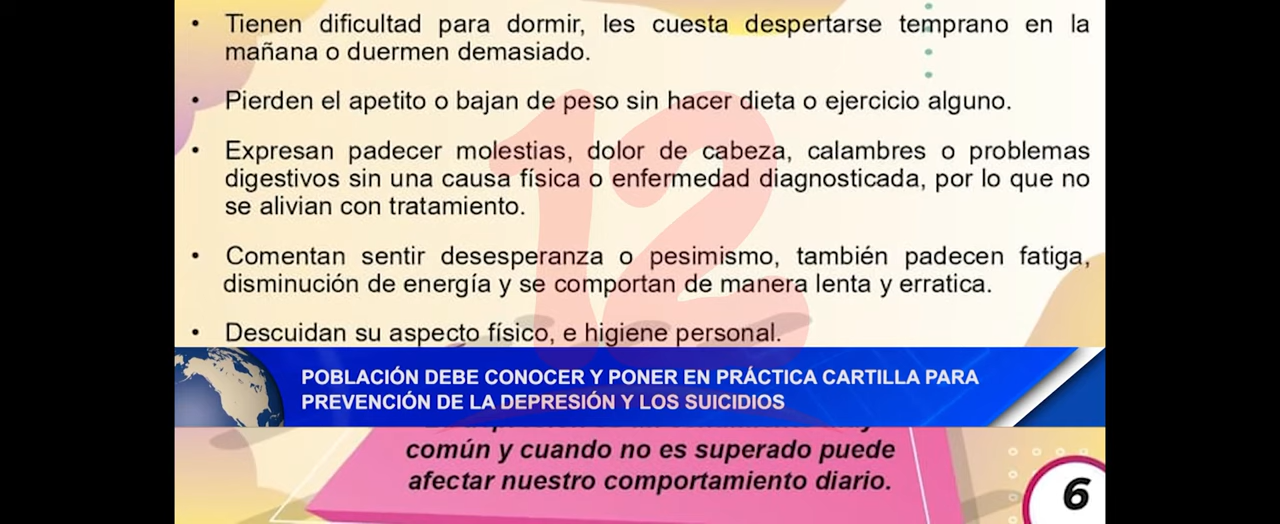 • Tienen dificultad para dormir, les cuesta despertarse temprano en la
mañana o duermen demasiado.
• Pierden el apetito o bajan de peso sin hacer dieta o ejercicio alguno.
• Expresan padecer molestias, dolor de cabeza, calambres o problemas
digestivos sin una causa física o enfermedad diagnosticada, por lo que no
se alivian con tratamiento.
• Comentan sentir desesperanza o pesimismo, también padecen fatiga,
disminución de energía y se comportan de manera lenta y erratica.
• Descuidan su aspecto físico, e higiene personal.
12
POBLACIÓN DEBE CONOCER Y PONER EN PRÁCTICA CARTILLA PARA
PREVENCIÓN DE LA DEPRESIÓN Y LOS SUICIDIOS
común y cuando no es superado puede
afectar nuestro comportamiento diario.
6